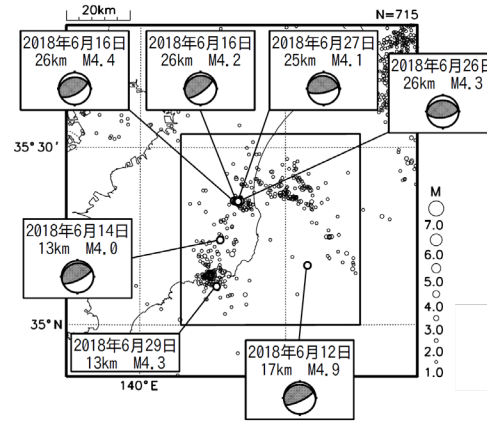 20km
N=715
2018年6月16日
26km M4.4
2018年6月16日
26km M4.2
2018年6月27日
25km M4.1
2018年6月26日
26km M4.3
35°30′
2018年6月14日
13km M4.0
M
7.0
6.0
5.0
4.0
3.0
2.0
1.0
35°N
2018年6月29日
13km M4.3
2018年6月12日
17km M4.9
140°E